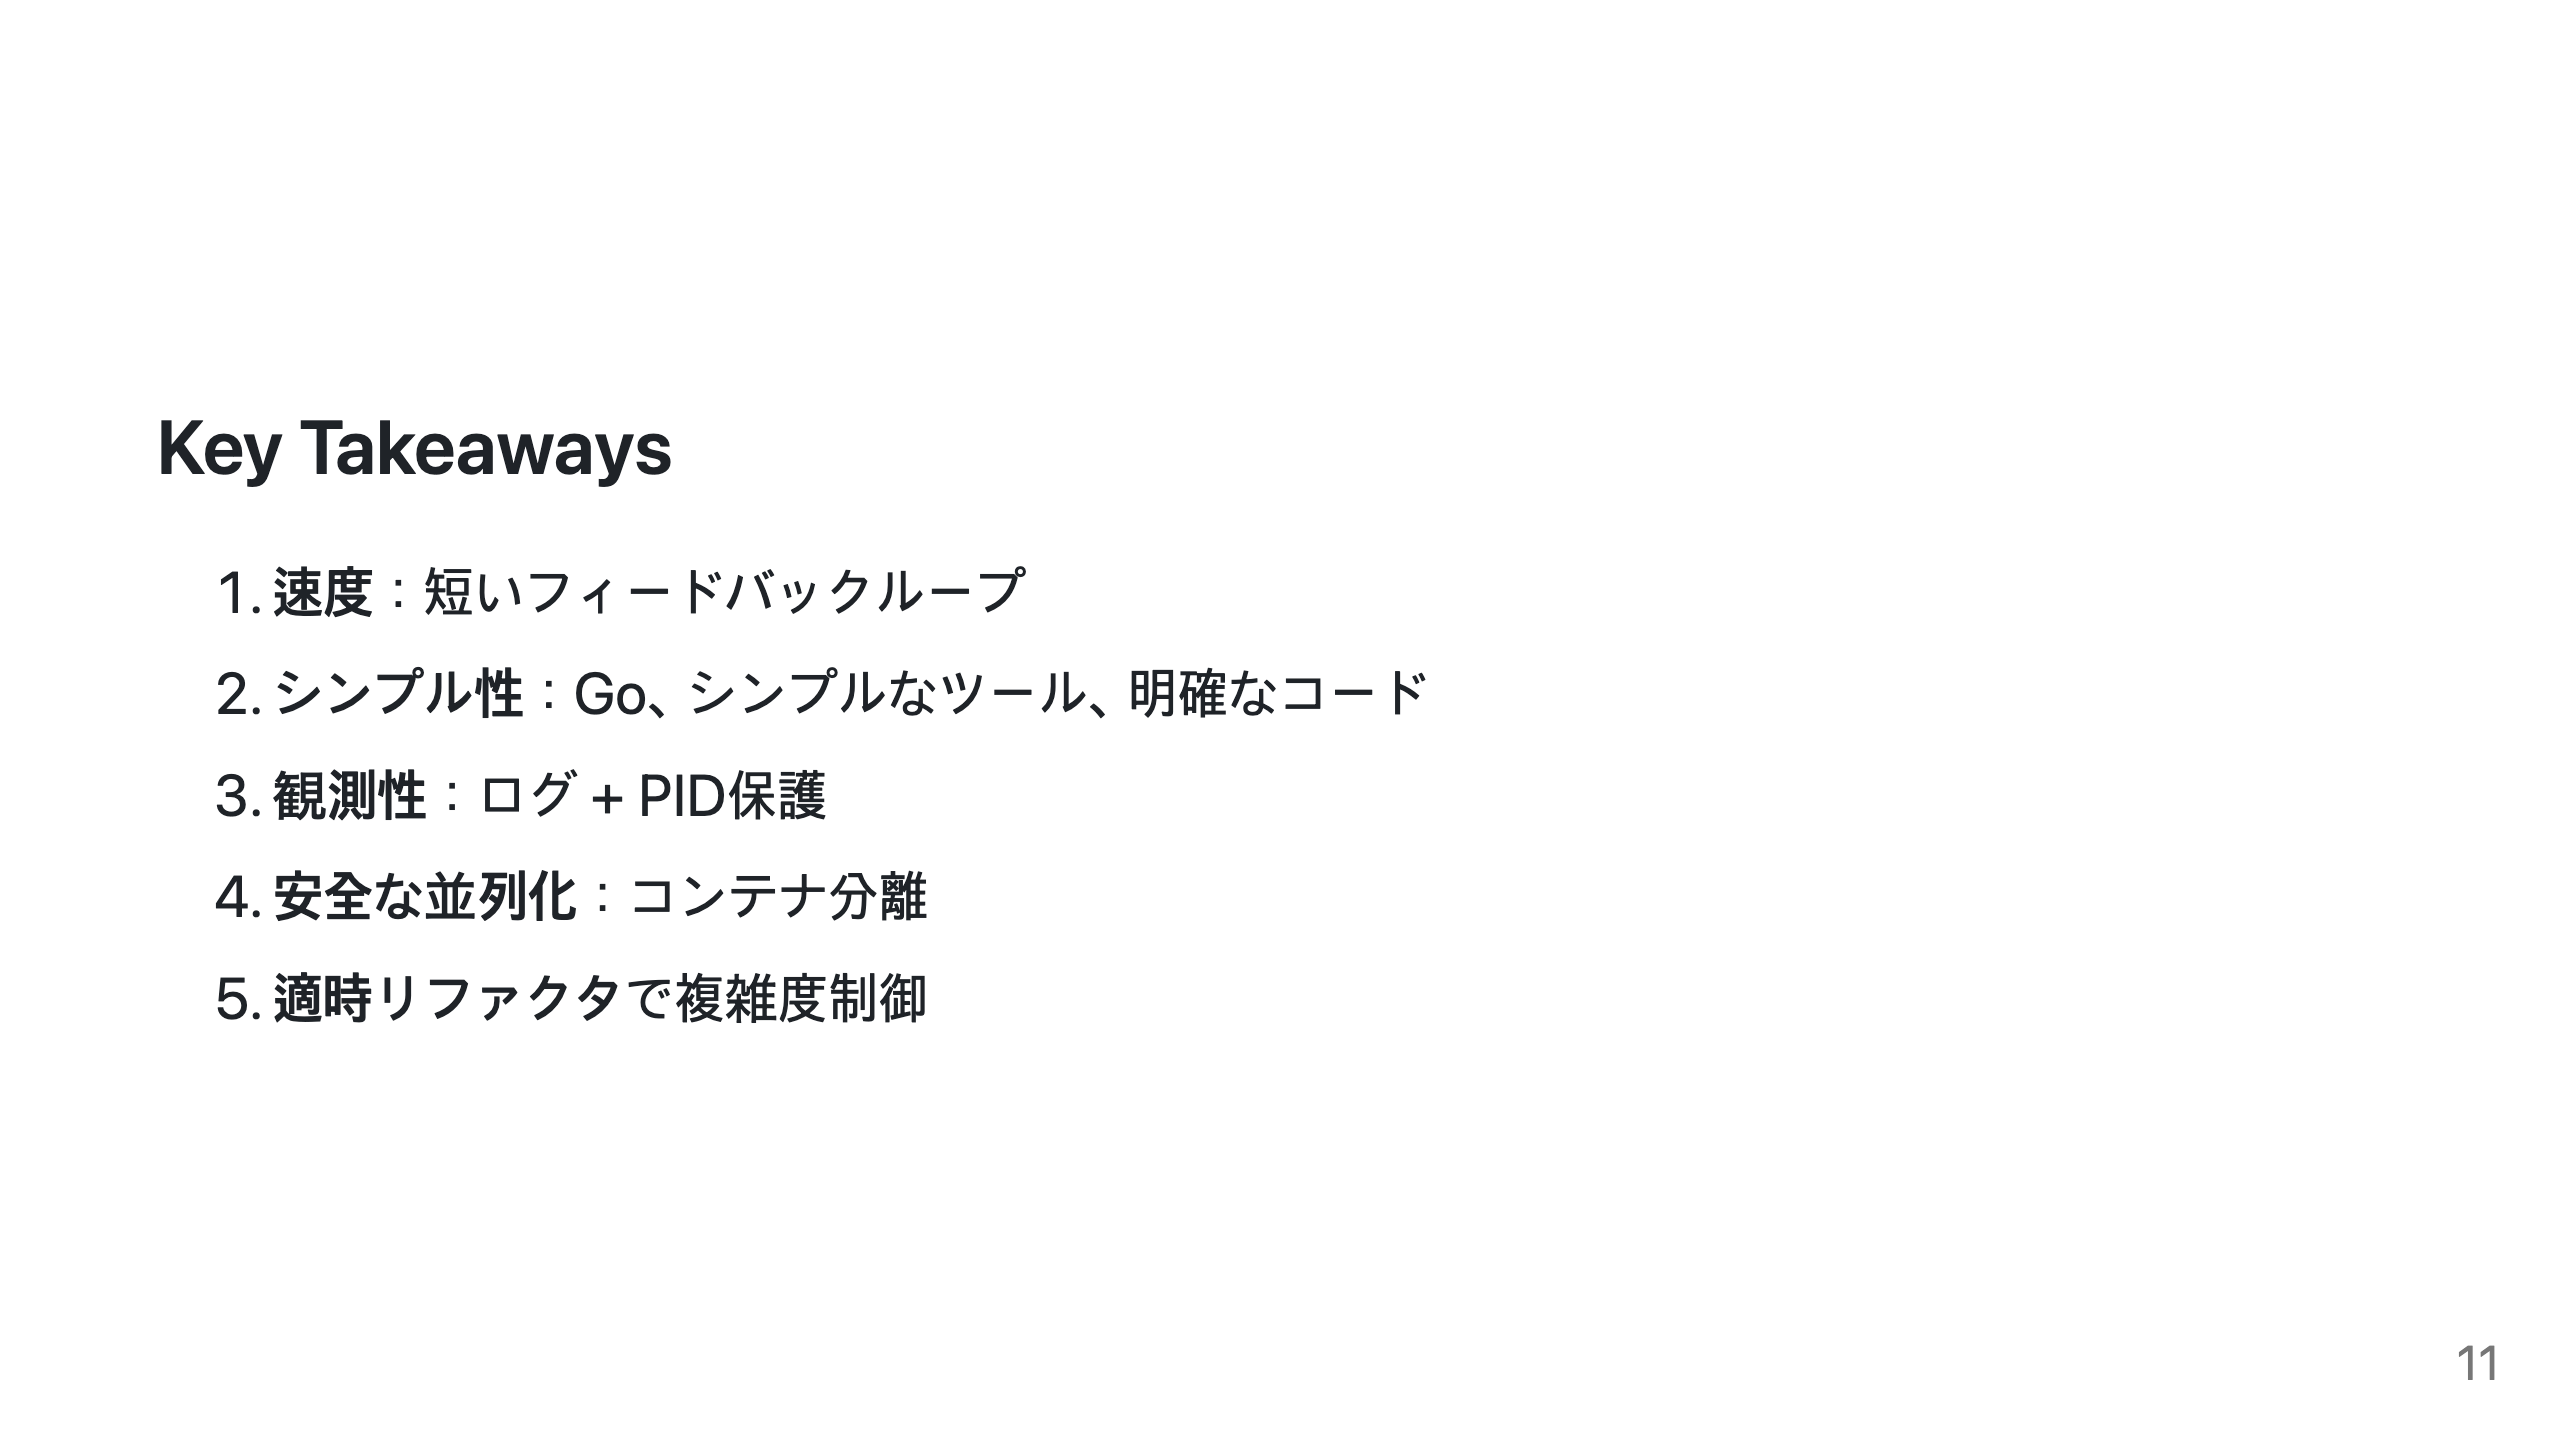 Key Takeaways
1. 速度：短いフィードバックループ
2. シンプル性：Go、シンプルなツール、明確なコード
3. 観測性：ログ + PID保護
4. 安全な並列化：コンテナ分離
5. 適時リファクタで複雑度制御
11